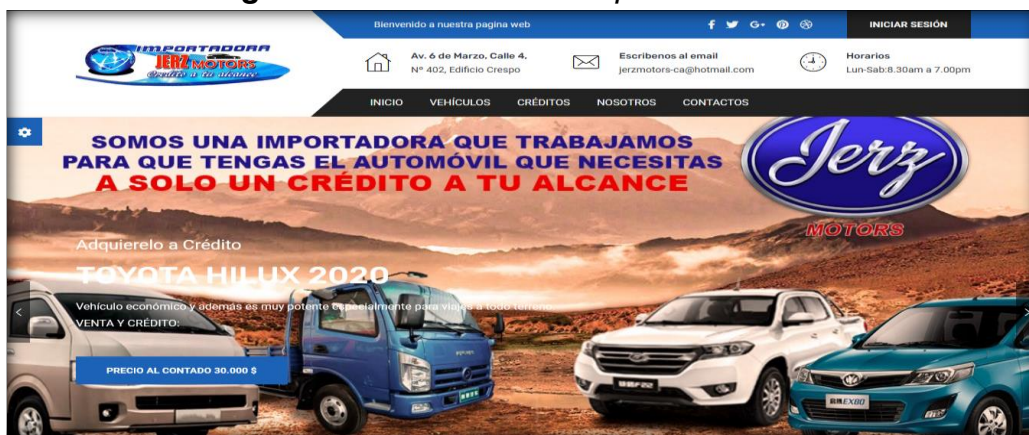 Bienvenido a nuestra pagina web
INICIAR SESIÓN
IMPORTADORA
JERZ MOTORS
Credito a tu alcance
Av. 6 de Marzo, Calle 4,
Nº 402, Edificio Crespo
Escribenos al email
jerzmotors-ca@hotmail.com
Horarios
Lun-Sab:8.30am a 7.00pm
INICIO VEHÍCULOS CRÉDITOS NOSOTROS CONTACTOS
SOMOS UNA IMPORTADORA QUE TRABAJAMOS
PARA QUE TENGAS EL AUTOMÓVIL QUE NECESITAS
A SOLO UN CRÉDITO A TU ALCANCE
Jerz
MOTORS
Adquierelo a Crédito
TOYOTA HILUX 2020
Vehículo económico y además es muy potente especialmente para viajes a todo terreno
VENTA Y CRÉDITO:
PRECIO AL CONTADO 30.000 $
EX80